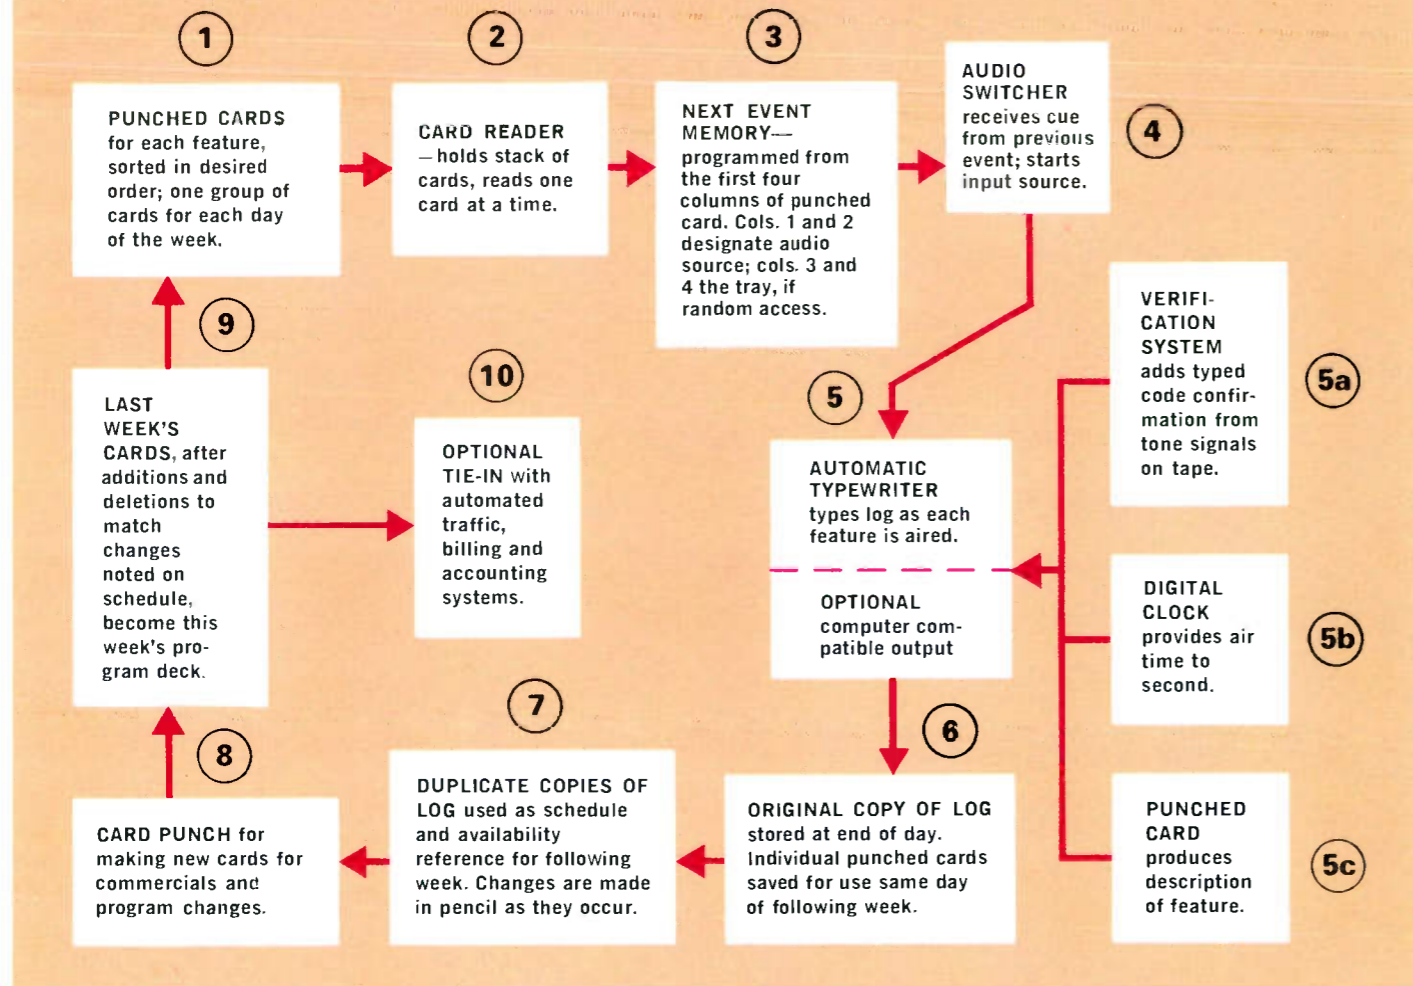 1
PUNCHED CARDS
for each feature,
sorted in desired
order; one group of
cards for each day
of the week.
2
CARD READER
—holds stack of
cards, reads one
card at a time.
3
NEXT EVENT
MEMORY—
programmed from
the first four
columns of punched
card. Cols. 1 and 2
designate audio
source; cols. 3 and
4 the tray, if
random access.
4
AUDIO
SWITCHER
receives cue
from previous
event; starts
input source.
5
AUTOMATIC
TYPEWRITER
types log as each
feature is aired.
OPTIONAL
computer com-
patible output
5a
VERIFI-
CATION
SYSTEM
adds typed
code confir-
mation from
tone signals
on tape.
5b
DIGITAL
CLOCK
provides air
time to
second.
5c
PUNCHED
CARD
produces
description
of feature.
6
ORIGINAL COPY OF LOG
stored at end of day.
Individual punched cards
saved for use same day
of following week.
7
DUPLICATE COPIES OF
LOG used as schedule
and availability
reference for following
week. Changes are made
in pencil as they occur.
8
CARD PUNCH for
making new cards for
commercials and
program changes.
9
LAST
WEEK'S
CARDS, after
additions and
deletions to
match
changes
noted on
schedule,
become this
week's pro-
gram deck.
10
OPTIONAL
TIE-IN with
automated
traffic,
billing and
accounting
systems.